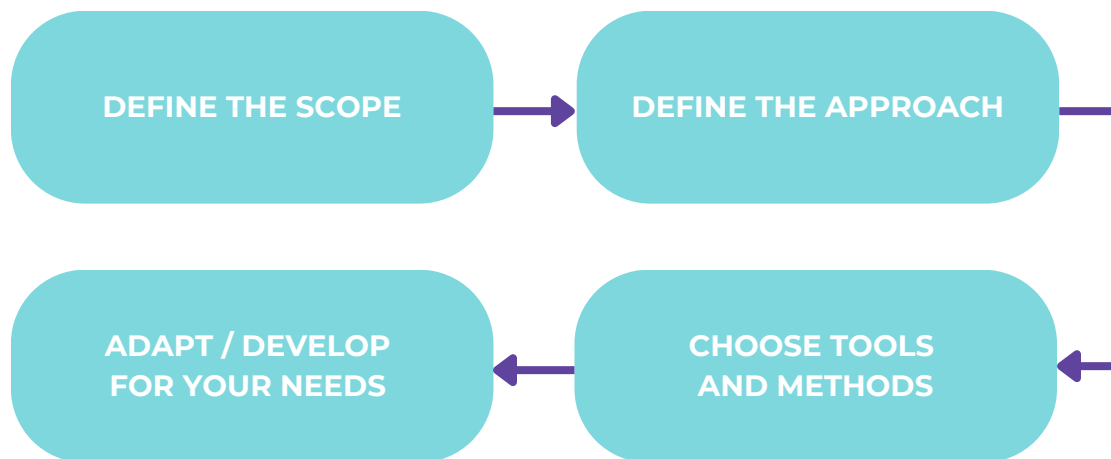 DEFINE THE SCOPE
DEFINE THE APPROACH
CHOOSE TOOLS
AND METHODS
ADAPT / DEVELOP
FOR YOUR NEEDS